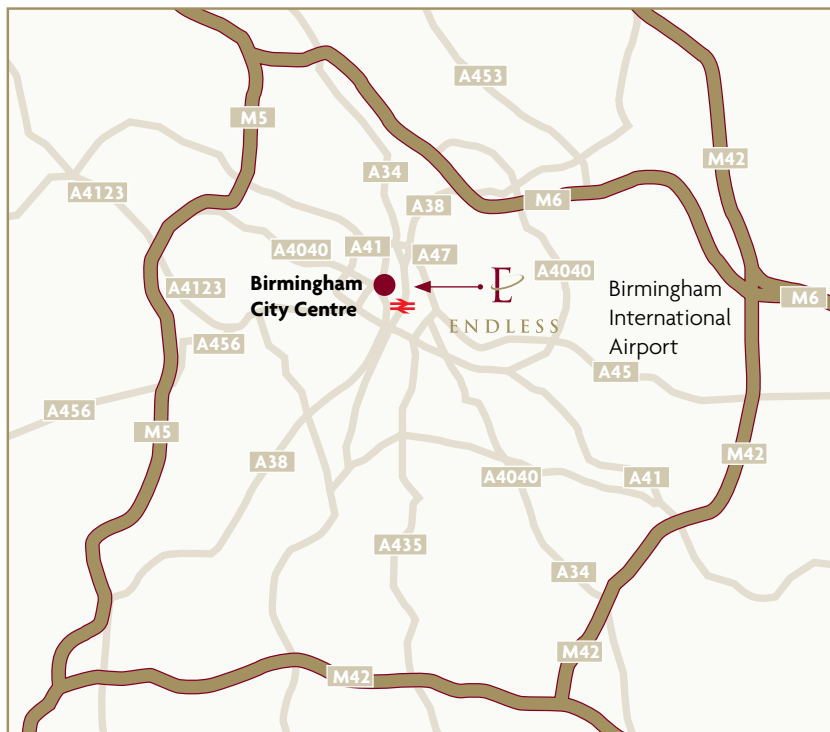 A453
M5
M42
A34
A4123
A38
M6
A41
A4040
A47
A4040
Birmingham
City Centre
A4123
E
ENDLESS
Birmingham
International
Airport
M6
A456
A45
A456
M5
A38
M42
A4040
A41
A435
A34
M42
M42